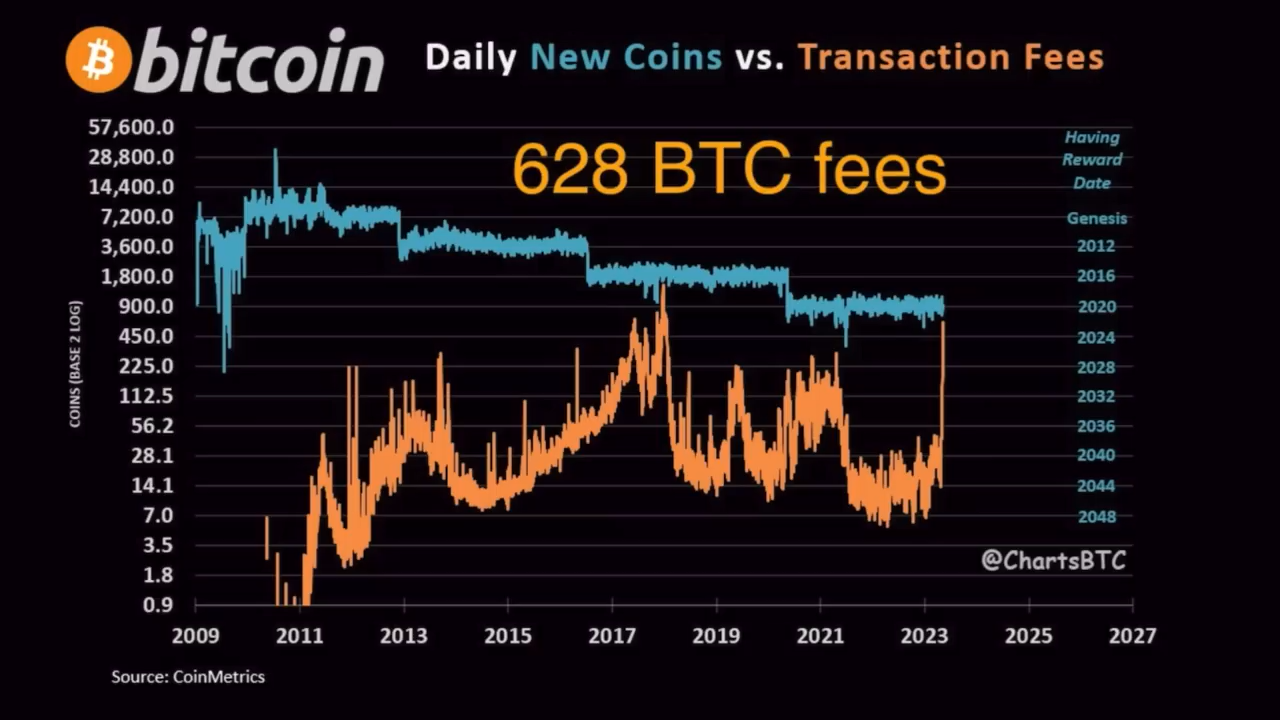 bitcoin
Daily New Coins vs. Transaction Fees
628 BTC fees
57,600.0
28,800.0
14,400.0
7,200.0
3,600.0
1,800.0
900.0
450.0
225.0
112.5
56.2
28.1
14.1
7.0
3.5
1.8
0.9
COINS (BASE 2 LOG)
Having
Reward
Date
Genesis
2012
2016
2020
2024
2028
2032
2036
2040
2044
2048
@ChartsBTC
2009 2011 2013 2015 2017 2019 2021 2023 2025 2027
Source: CoinMetrics